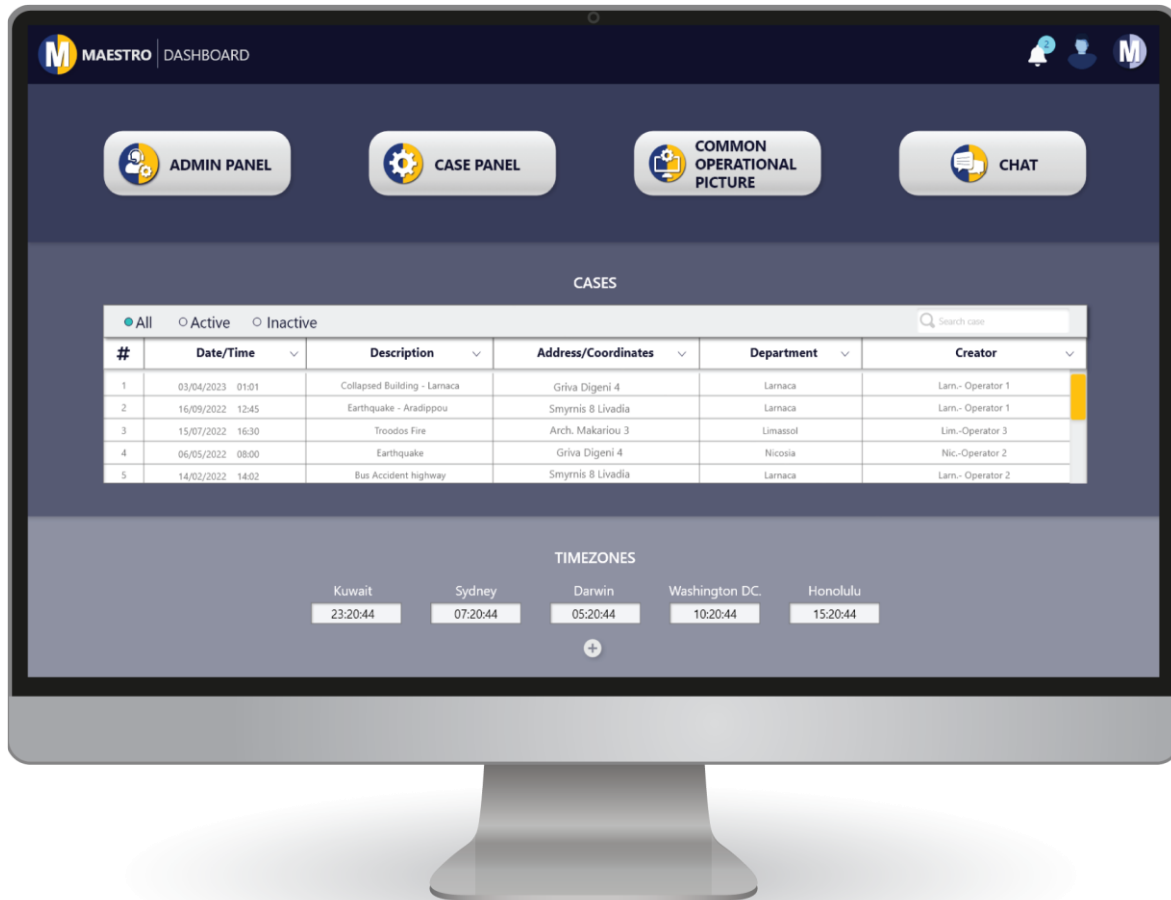 M MAESTRO DASHBOARD 2 M
ADMIN PANEL
CASE PANEL
COMMON
OPERATIONAL
PICTURE
CHAT
CASES
All Active Inactive Search case
# Date/Time Description Address/Coordinates Department Creator
1 03/04/2023 01:01 Collapsed Building - Larnaca Griva Digeni 4 Larnaca Larn.- Operator 1
2 16/09/2022 12:45 Earthquake - Aradippou Smyrnis 8 Livadia Larnaca Larn.- Operator 1
3 15/07/2022 16:30 Troodos Fire Arch. Makariou 3 Limassol Lim.-Operator 3
4 06/05/2022 08:00 Earthquake Griva Digeni 4 Nicosia Nic.-Operator 2
5 14/02/2022 14:02 Bus Accident highway Smyrnis 8 Livadia Larnaca Larn.- Operator 2
TIMEZONES
Kuwait Sydney Darwin Washington DC. Honolulu
23:20:44 07:20:44 05:20:44 10:20:44 15:20:44